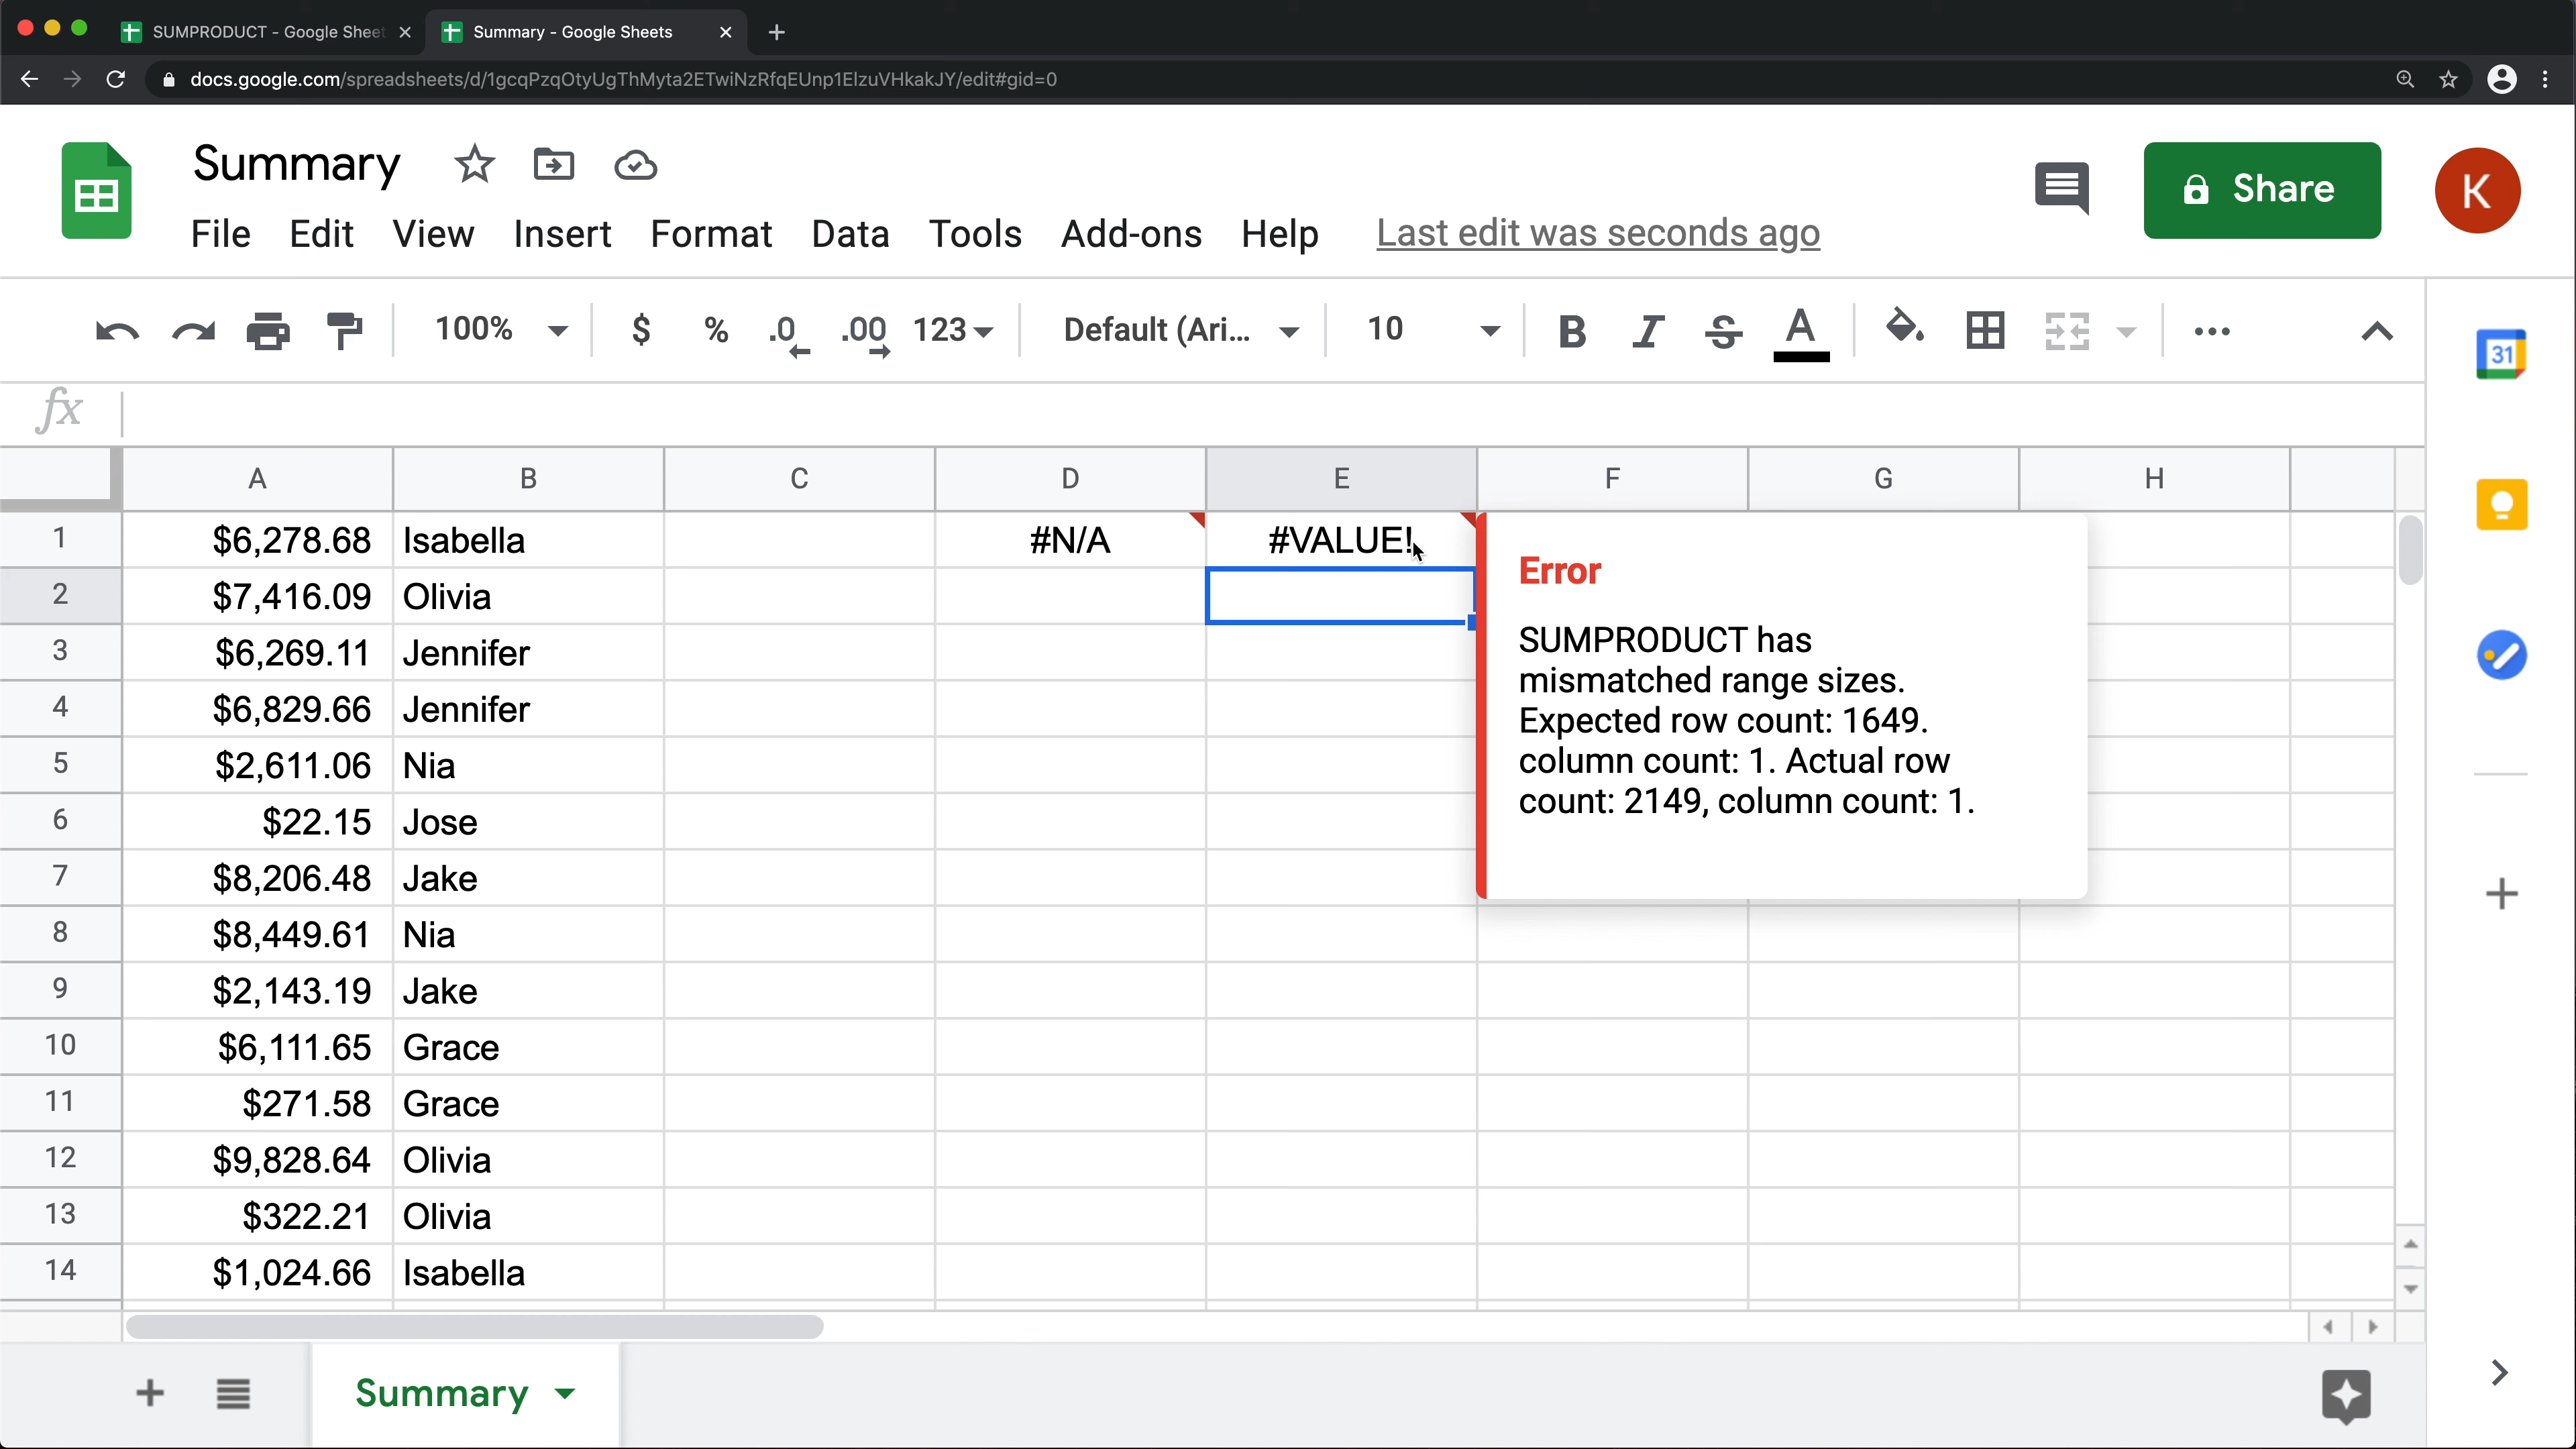 SUMPRODUCT - Google Sheet
Summary - Google Sheets
docs.google.com/spreadsheets/d/1gcqPzqOtyUgThMyta2ETwiNzRfqEUnp1ElzuVHkakJY/edit#gid=0
Summary
Share
K
File Edit View Insert Format Data Tools Add-ons Help Last edit was seconds ago
100% $ % .0 .00 123 Default (Ari... 10 B I S A
31
fx
A B C D E F G H
1 $6,278.68 Isabella #N/A #VALUE!
2 $7,416.09 Olivia
3 $6,269.11 Jennifer
4 $6,829.66 Jennifer
5 $2,611.06 Nia
6 $22.15 Jose
7 $8,206.48 Jake
8 $8,449.61 Nia
9 $2,143.19 Jake
10 $6,111.65 Grace
11 $271.58 Grace
12 $9,828.64 Olivia
13 $322.21 Olivia
14 $1,024.66 Isabella
Error
SUMPRODUCT has
mismatched range sizes.
Expected row count: 1649.
column count: 1. Actual row
count: 2149, column count: 1.
Summary